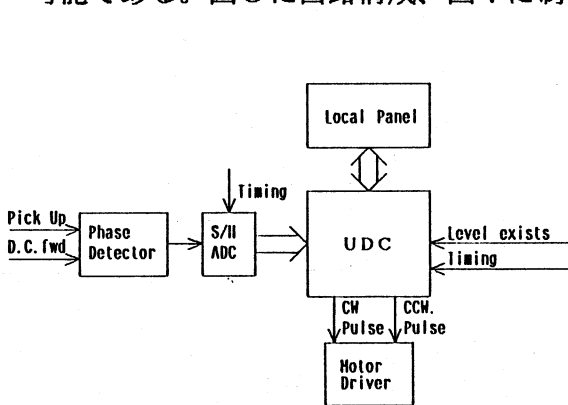 Local Panel
Timing
Pick Up
D.C.fwd
Phase
Detector
S/H
ADC
UDC
Level exists
Timing
CW
Pulse
CCW.
Pulse
Motor
Driver